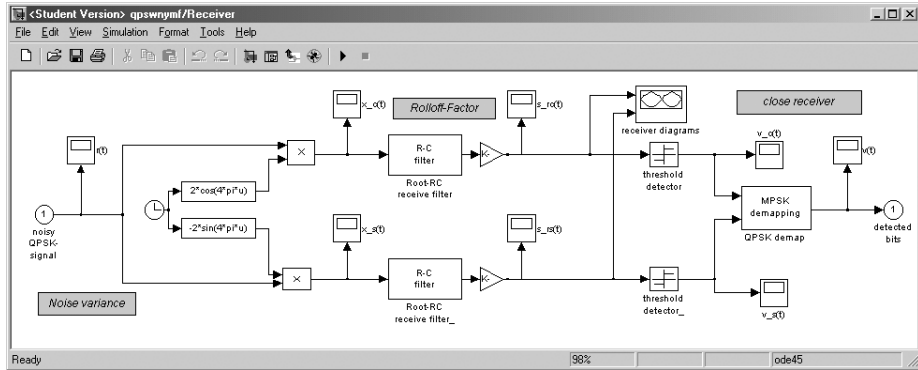 <Student Version> qpswnymf/Receiver
File Edit View Simulation Format Tools Help
x_c(t)
Rolloff-Factor
s_rc(t)
receiver diagrams
close receiver
v_c(t)
r(t)
×
R-C
filter
Root-RC
receive filter
K-
threshold
detector
v(t)
2*cos(4*pi*u)
-2*sin(4*pi*u)
1
noisy
QPSK-
signal
MPSK
demapping
QPSK demap
1
detected
bits
x_s(t)
s_rs(t)
×
R-C
filter
Root-RC
receive filter_
K-
threshold
detector_
v_s(t)
Noise variance
Ready
98%
ode45